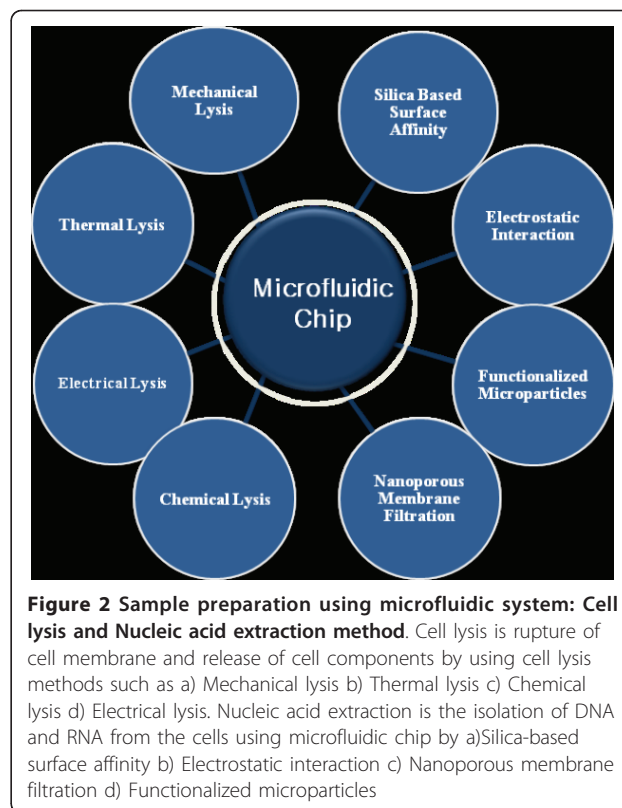 Mechanical
Lysis
Silica Based
Surface
Affinity
Thermal Lysis
Electrostatic
Interaction
Microfluidic
Chip
Electrical Lysis
Functionalized
Microparticles
Chemical Lysis
Nanoporous
Membrane
Filtration
Figure 2 Sample preparation using microfluidic system: Cell
lysis and Nucleic acid extraction method. Cell lysis is rupture of
cell membrane and release of cell components by using cell lysis
methods such as a) Mechanical lysis b) Thermal lysis c) Chemical
lysis d) Electrical lysis. Nucleic acid extraction is the isolation of DNA
and RNA from the cells using microfluidic chip by a)Silica-based
surface affinity b) Electrostatic interaction c) Nanoporous membrane
filtration d) Functionalized microparticles